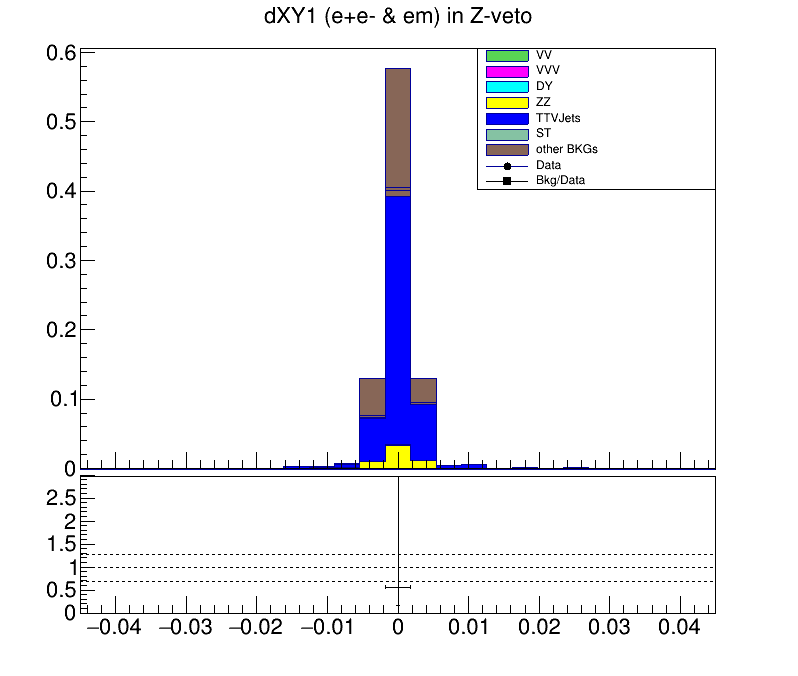 dXY1 (e+e- & em) in Z-veto
0.6
0.5
0.4
0.3
0.2
0.1
0
VV
VVV
DY
ZZ
TTVJets
ST
other BKGs
Data
Bkg/Data
2.5
2
1.5
1
0.5
0
−0.04 −0.03 −0.02 −0.01 0 0.01 0.02 0.03 0.04